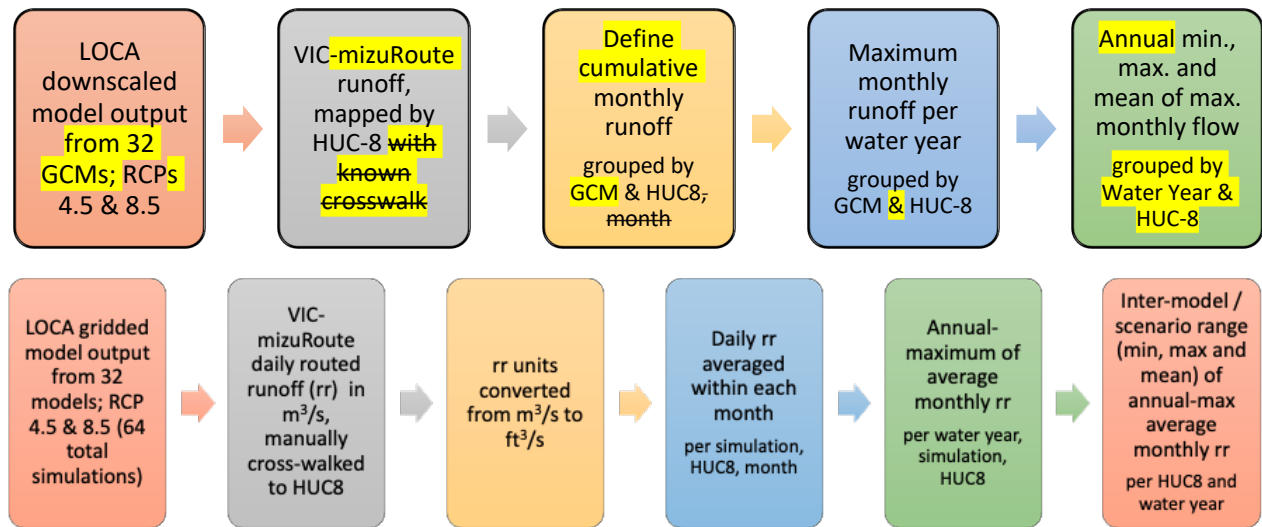 LOCA
downscaled
model output
from 32
GCMs; RCPs
4.5 & 8.5
VIC-mizuRoute
runoff,
mapped by
HUC-8 with
known
crosswalk
Define
cumulative
monthly
runoff
grouped by
GCM & HUC8,
month
Maximum
monthly
runoff per
water year
grouped by
GCM & HUC-8
Annual min.,
max. and
mean of max.
monthly flow
grouped by
Water Year &
HUC-8
LOCA gridded
model output
from 32
models; RCP
4.5 & 8.5 (64
total
simulations)
VIC-
mizuRoute
daily routed
runoff (rr) in
m³/s,
manually
cross-walked
to HUC8
rr units
converted
from m³/s to
ft³/s
Daily rr
averaged
within each
month
per simulation,
HUC8, month
Annual-
maximum of
average
monthly rr
per water year,
simulation,
HUC8
Inter-model /
scenario range
(min, max and
mean) of
annual-max
average
monthly rr
per HUC8 and
water year